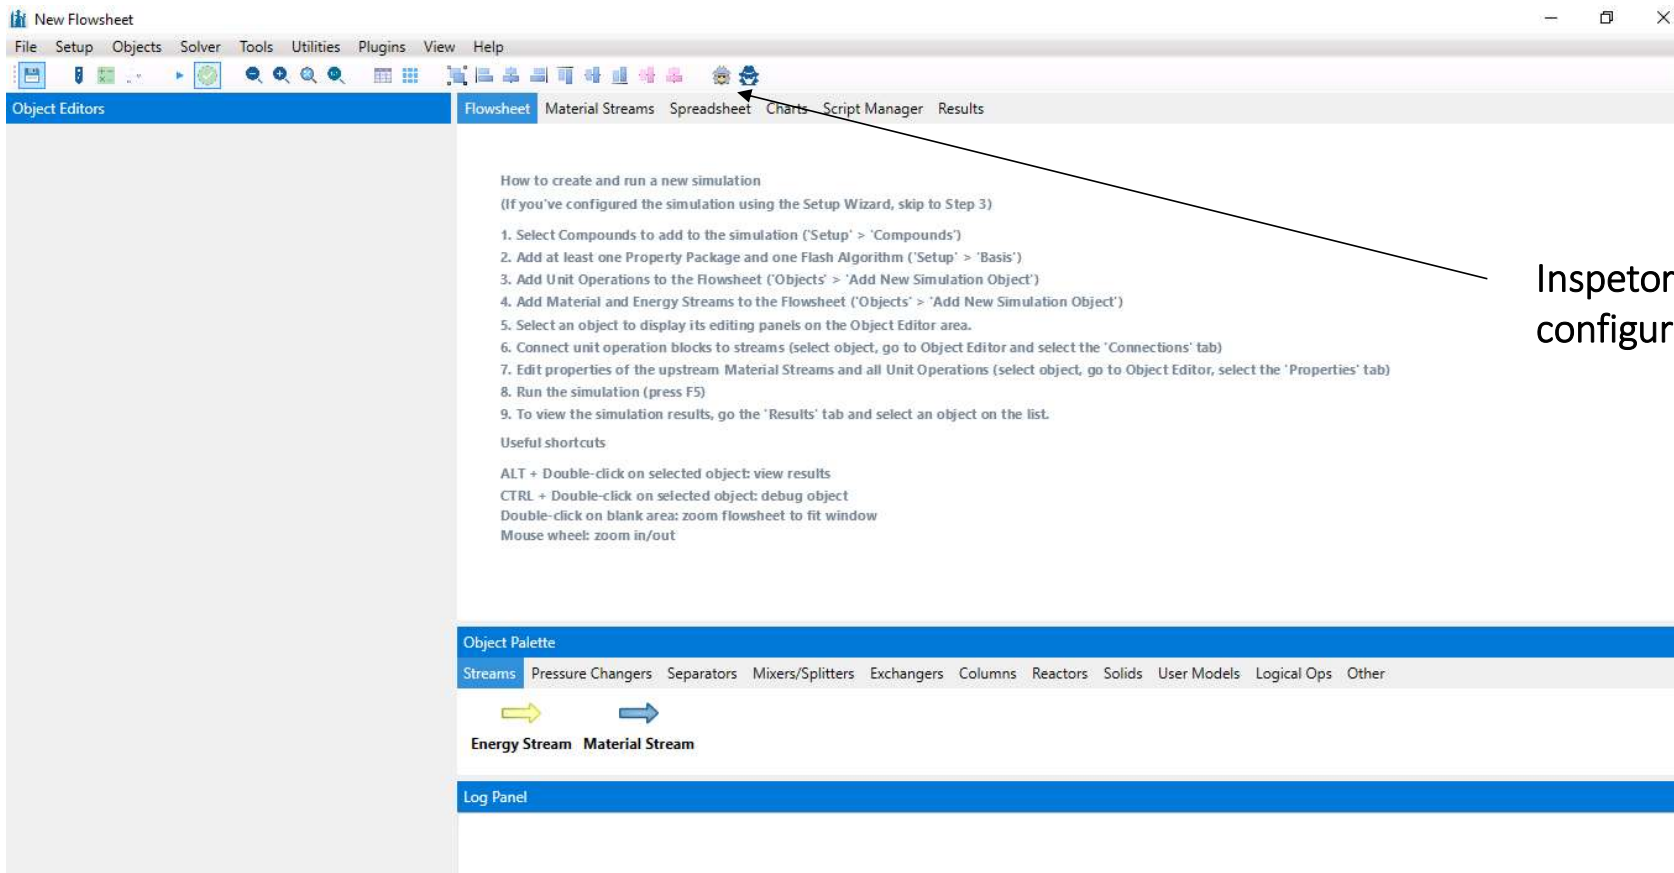 New Flowsheet
File Setup Objects Solver Tools Utilities Plugins View Help
Object Editors
Flowsheet Material Streams Spreadsheet Charts Script Manager Results
How to create and run a new simulation
(If you've configured the simulation using the Setup Wizard, skip to Step 3)
1. Select Compounds to add to the simulation ('Setup' > 'Compounds')
2. Add at least one Property Package and one Flash Algorithm ('Setup' > 'Basis')
3. Add Unit Operations to the Flowsheet ('Objects' > 'Add New Simulation Object')
4. Add Material and Energy Streams to the Flowsheet ('Objects' > 'Add New Simulation Object')
5. Select an object to display its editing panels on the Object Editor area.
6. Connect unit operation blocks to streams (select object, go to Object Editor and select the 'Connections' tab)
7. Edit properties of the upstream Material Streams and all Unit Operations (select object, go to Object Editor, select the 'Properties' tab)
8. Run the simulation (press F5)
9. To view the simulation results, go the 'Results' tab and select an object on the list.
Useful shortcuts
ALT + Double-click on selected object: view results
CTRL + Double-click on selected object: debug object
Double-click on blank area: zoom flowsheet to fit window
Mouse wheel: zoom in/out
Inspetor
configur
Object Palette
Streams Pressure Changers Separators Mixers/Splitters Exchangers Columns Reactors Solids User Models Logical Ops Other
Energy Stream Material Stream
Log Panel